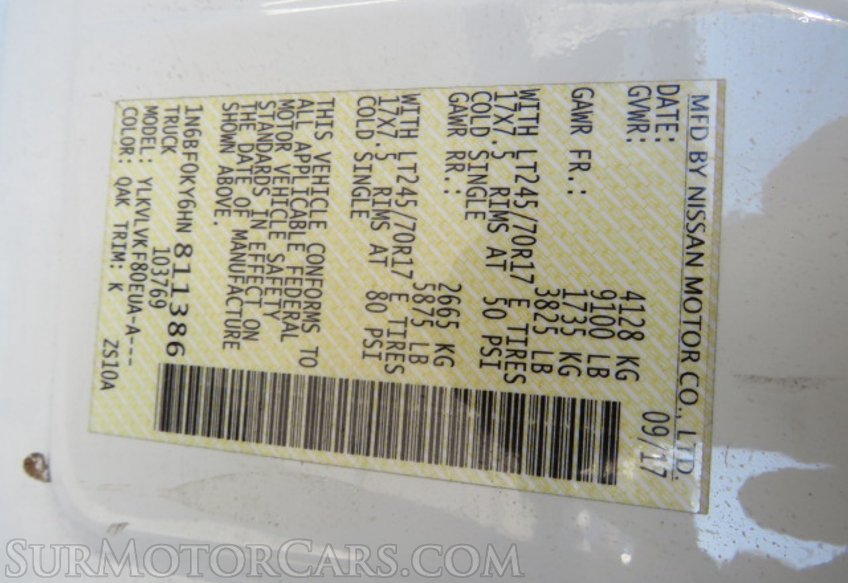 MFD BY NISSAN MOTOR CO., LTD.
DATE: 09/17
GVWR: 4128 KG
9100 LB
GAWR FR.: 1735 KG
3825 LB
WITH LT245/70R17 E TIRES
17X7.5 RIMS AT 50 PSI
COLD SINGLE
GAWR RR.: 2665 KG
5875 LB
WITH LT245/70R17 E TIRES
17X7.5 RIMS AT 80 PSI
COLD SINGLE
THIS VEHICLE CONFORMS TO
ALL APPLICABLE FEDERAL
MOTOR VEHICLE SAFETY
STANDARDS IN EFFECT ON
THE DATE OF MANUFACTURE
SHOWN ABOVE.
1N6BF0KY6HN811386
TRUCK 103769
MODEL: YLKVLVKF80EUA-A---
COLOR: QAK TRIM: K ZS10A
SurMotorCars.com